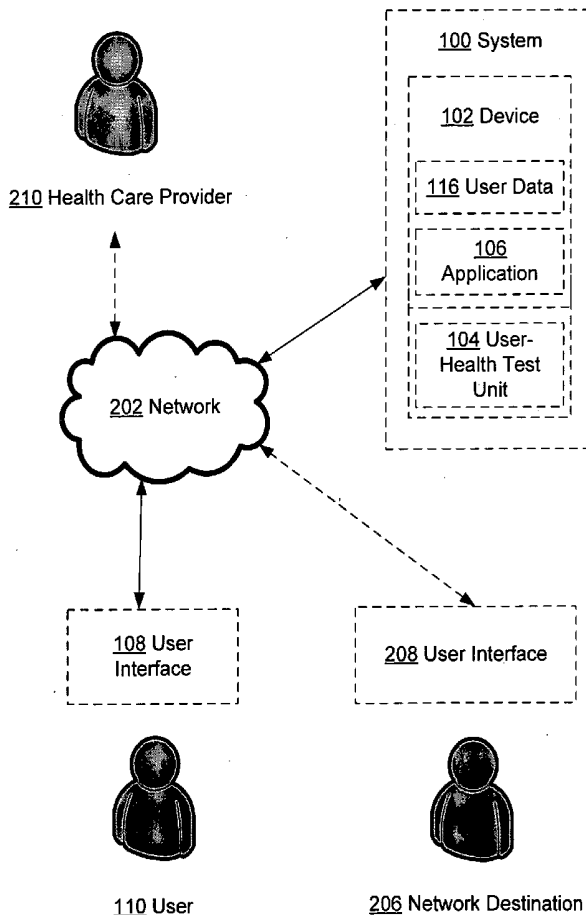 100 System
102 Device
116 User Data
106
Application
104 User-
Health Test
Unit
210 Health Care Provider
202 Network
108 User
Interface
208 User Interface
110 User
206 Network Destination